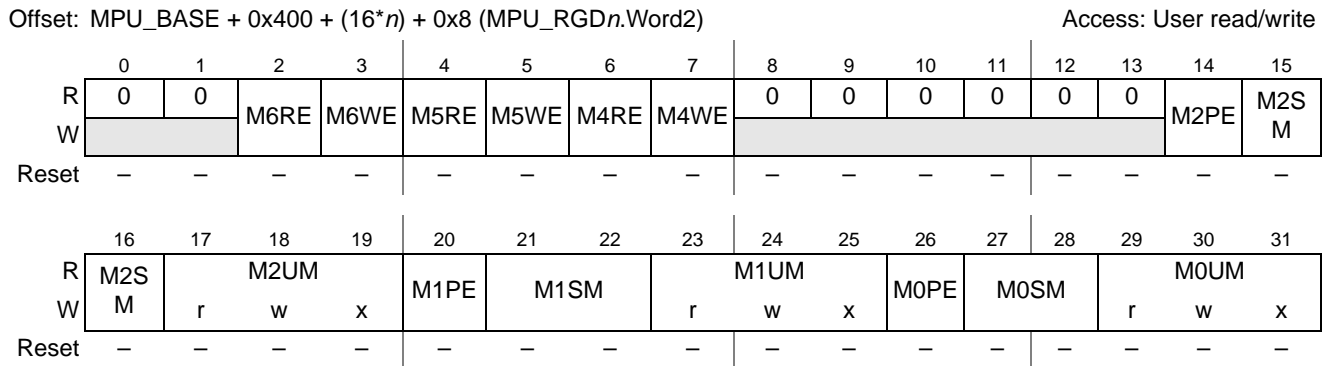 Offset: MPU_BASE + 0x400 + (16*n) + 0x8 (MPU_RGDn.Word2) Access: User read/write
0 1 2 3 4 5 6 7 8 9 10 11 12 13 14 15
R 0 0 M6RE M6WE M5RE M5WE M4RE M4WE 0 0 0 0 0 0 M2PE M2S
W M
Reset – – – – – – – – – – – – – – – –
16 17 18 19 20 21 22 23 24 25 26 27 28 29 30 31
R M2S M2UM M1PE M1SM M1UM M0PE M0SM M0UM
W M r w x r w x r w x
Reset – – – – – – – – – – – – – – – –